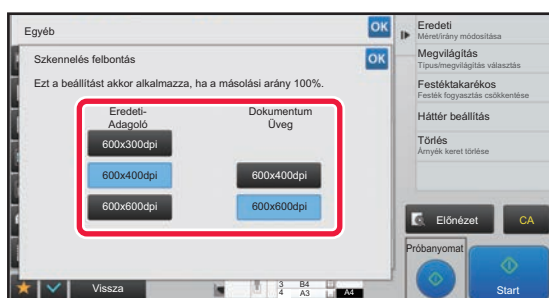 Egyéb
OK
Szkennelés felbontás
OK
Ezt a beállítást akkor alkalmazza, ha a másolási arány 100%.
Eredeti-
Adagoló
600x300dpi
600x400dpi
600x600dpi
Dokumentum
Üveg
600x400dpi
600x600dpi
Eredeti
Méret/irány módosítása
Megvilágítás
Típus/megvilágítás választás
Festéktakarékos
Festék fogyasztás csökkentése
Háttér beállítás
Törlés
Árnyék keret törlése
Előnézet
CA
Próbanyomat
Start
Vissza
3 B4
4 A3
A4